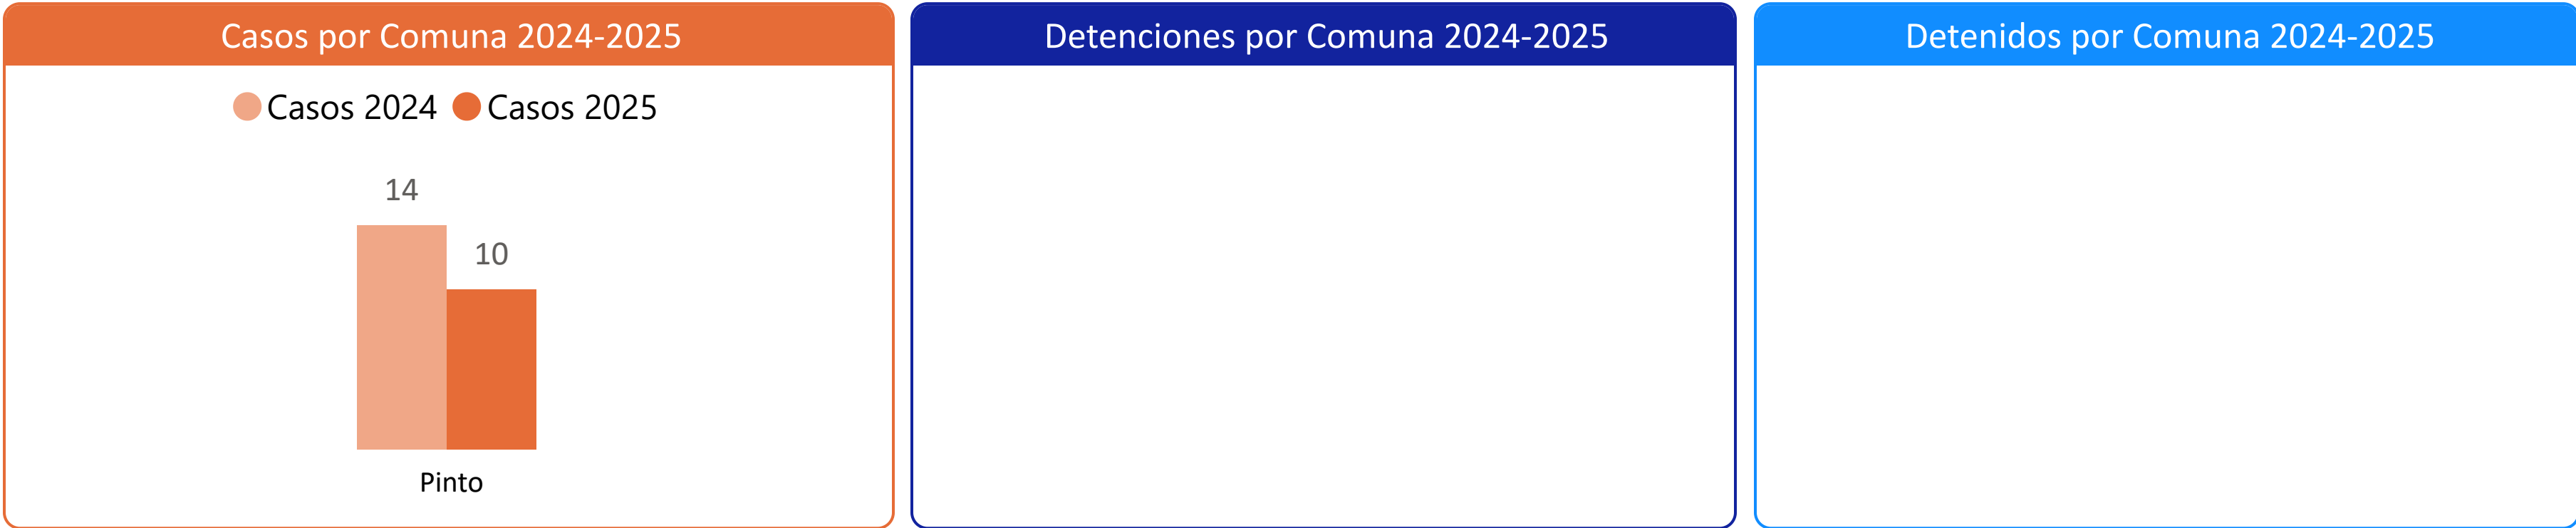 Casos por Comuna 2024-2025
Casos 2024 Casos 2025
14
10
Pinto
Detenciones por Comuna 2024-2025
Detenidos por Comuna 2024-2025